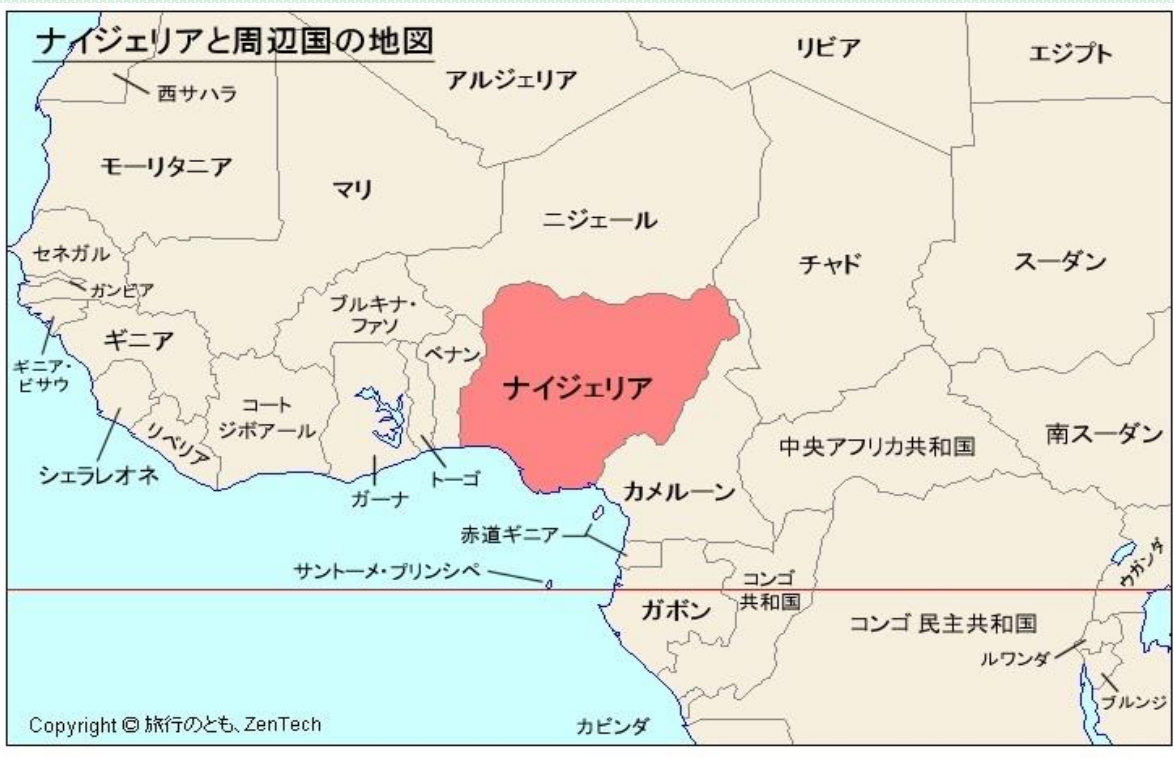 ナイジェリアと周辺国の地図
リビア
エジプト
アルジェリア
西サハラ
モーリタニア
マリ
ニジェール
セネガル
チャド
スーダン
ガンビア
ブルキナ・
ファソ
ギニア
ベナン
ギニア・
ビサウ
ナイジェリア
コート
ジボアール
リベリア
中央アフリカ共和国
南スーダン
シェラレオネ
トーゴ
ガーナ
カメルーン
赤道ギニア
ウガンダ
サントーメ・プリンシペ
コンゴ
共和国
ガボン
コンゴ 民主共和国
ルワンダ
ブルンジ
Copyright © 旅行のとも、ZenTech
カビンダ